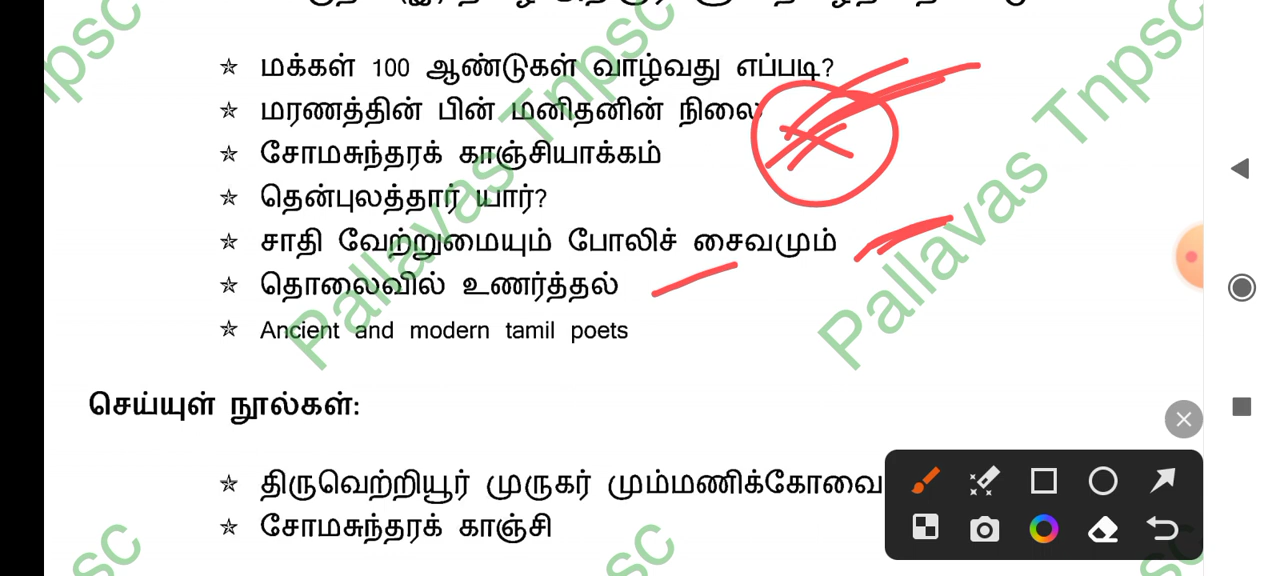 மக்கள் 100 ஆண்டுகள் வாழ்வது எப்படி?
மரணத்தின் பின் மனிதனின் நிலை
சோமசுந்தரக் காஞ்சியாக்கம்
தென்புலத்தார் யார்?
சாதி வேற்றுமையும் போலிச் சைவமும்
தொலைவில் உணர்த்தல்
Ancient and modern tamil poets
செய்யுள் நூல்கள்:
திருவெற்றியூர் முருகர் மும்மணிக்கோவை
சோமசுந்தரக் காஞ்சி
Pallavas Tnpsc
Pallavas Tnpsc